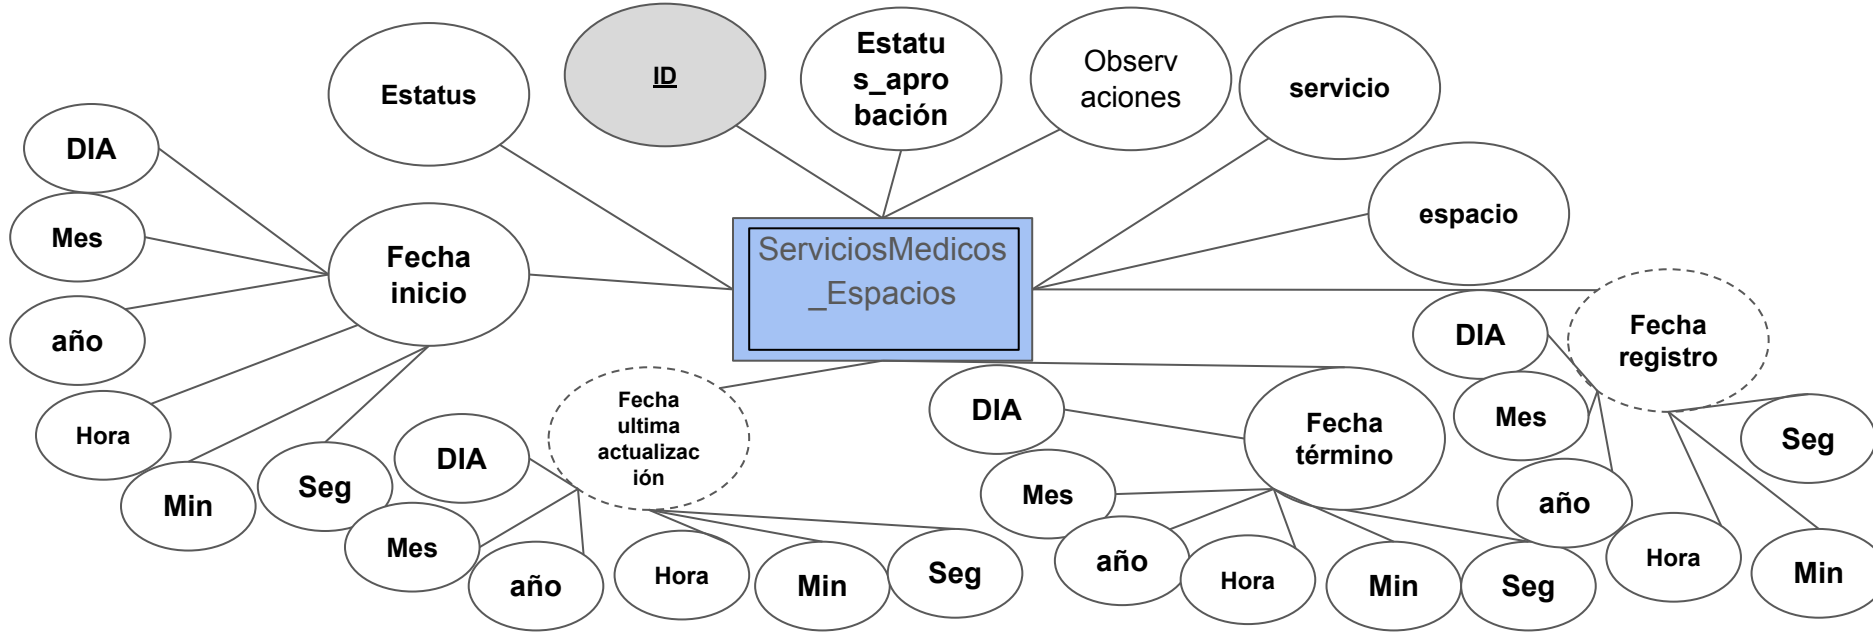 Estatus
ID
Estatu
s_apro
bación
Observ
aciones
servicio
espacio
ServiciosMedicos
_Espacios
Fecha
inicio
DIA
Mes
año
Hora
Min
Seg
Fecha
ultima
actualizac
ión
DIA
Mes
año
Hora
Min
Seg
Fecha
término
DIA
Mes
año
Hora
Min
Seg
Fecha
registro
DIA
Mes
año
Hora
Min
Seg